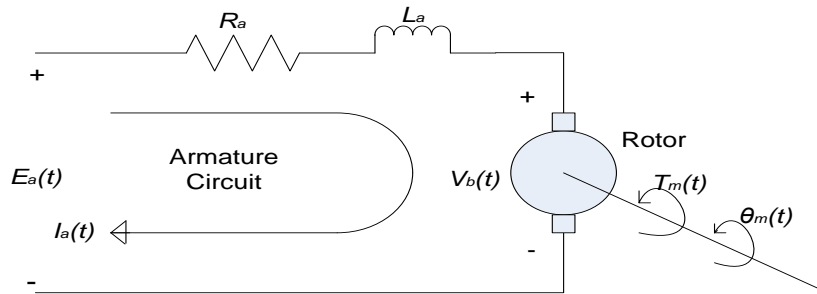 Ra
La
+
+
Rotor
Armature
Circuit
Ea(t)
Vb(t)
Tm(t)
Ia(t)
θm(t)
-
-